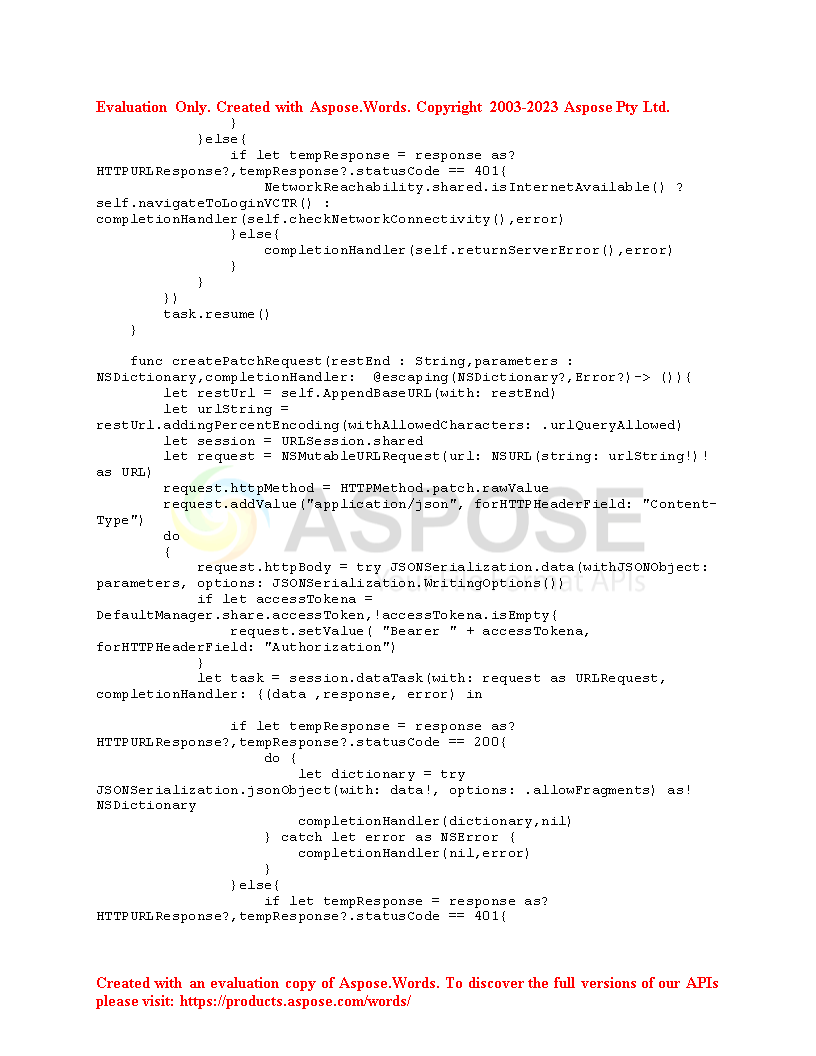 Evaluation Only. Created with Aspose.Words. Copyright 2003-2023 Aspose Pty Ltd.
                }
            }else{
                if let tempResponse = response as?
HTTPURLResponse?,tempResponse?.statusCode == 401{
                    NetworkReachability.shared.isInternetAvailable() ?
self.navigateToLoginVCTR() :
completionHandler(self.checkNetworkConnectivity(),error)
                }else{
                    completionHandler(self.returnServerError(),error)
                }
            }
        })
        task.resume()
    }

    func createPatchRequest(restEnd : String,parameters :
NSDictionary,completionHandler:  @escaping(NSDictionary?,Error?)-> ()){
        let restUrl = self.AppendBaseURL(with: restEnd)
        let urlString =
restUrl.addingPercentEncoding(withAllowedCharacters: .urlQueryAllowed)
        let session = URLSession.shared
        let request = NSMutableURLRequest(url: NSURL(string: urlString!)!
as URL)
        request.httpMethod = HTTPMethod.patch.rawValue
        request.addValue("application/json", forHTTPHeaderField: "Content-
Type")
        do
        {
            request.httpBody = try JSONSerialization.data(withJSONObject:
parameters, options: JSONSerialization.WritingOptions())
            if let accessTokena =
DefaultManager.share.accessToken,!accessTokena.isEmpty{
                request.setValue( "Bearer " + accessTokena,
forHTTPHeaderField: "Authorization")
            }
            let task = session.dataTask(with: request as URLRequest,
completionHandler: {(data ,response, error) in

                if let tempResponse = response as?
HTTPURLResponse?,tempResponse?.statusCode == 200{
                    do {
                        let dictionary = try
JSONSerialization.jsonObject(with: data!, options: .allowFragments) as!
NSDictionary
                        completionHandler(dictionary,nil)
                    } catch let error as NSError {
                        completionHandler(nil,error)
                    }
                }else{
                    if let tempResponse = response as?
HTTPURLResponse?,tempResponse?.statusCode == 401{
ASPOSE
Created with an evaluation copy of Aspose.Words. To discover the full versions of our APIs
please visit: https://products.aspose.com/words/